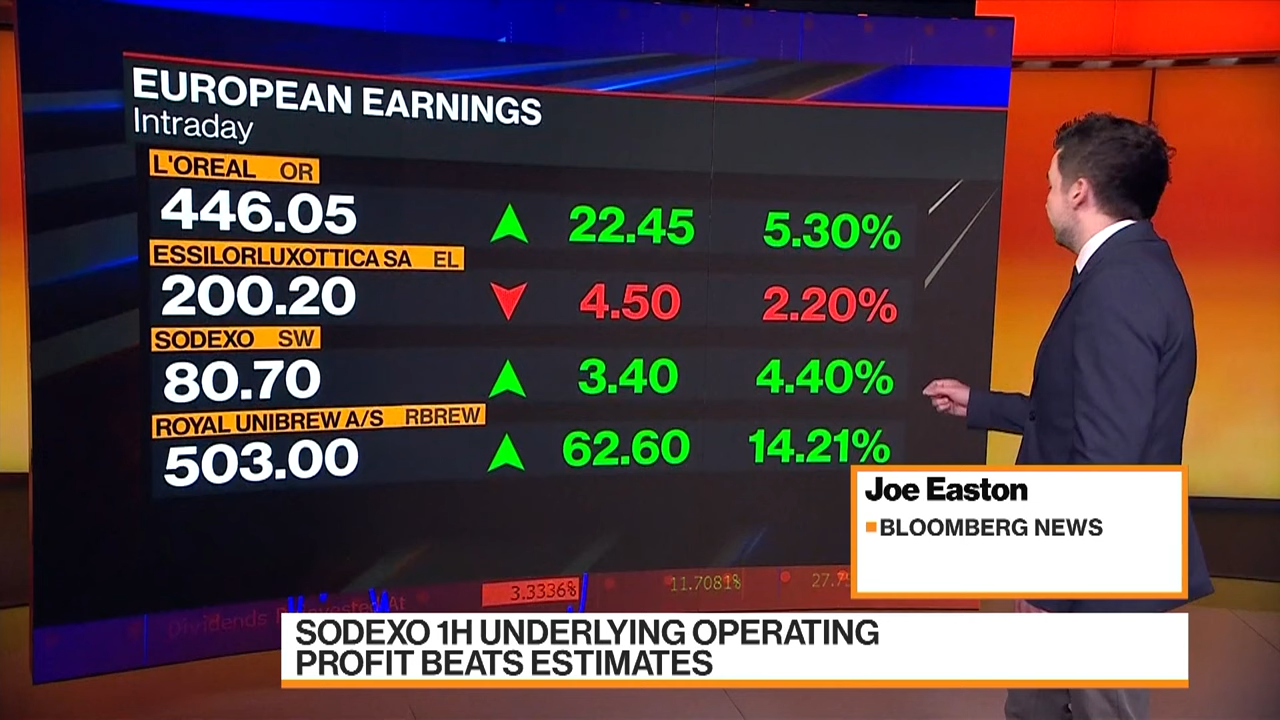 EUROPEAN EARNINGS
Intraday
L'OREAL OR
446.05 22.45 5.30%
ESSILORLUXOTTICA SA EL
200.20 4.50 2.20%
SODEXO SW
80.70 3.40 4.40%
ROYAL UNIBREW A/S RBREW
503.00 62.60 14.21%
Joe Easton
BLOOMBERG NEWS
3.3336% 11.7081%
Dividends At
SODEXO 1H UNDERLYING OPERATING
PROFIT BEATS ESTIMATES